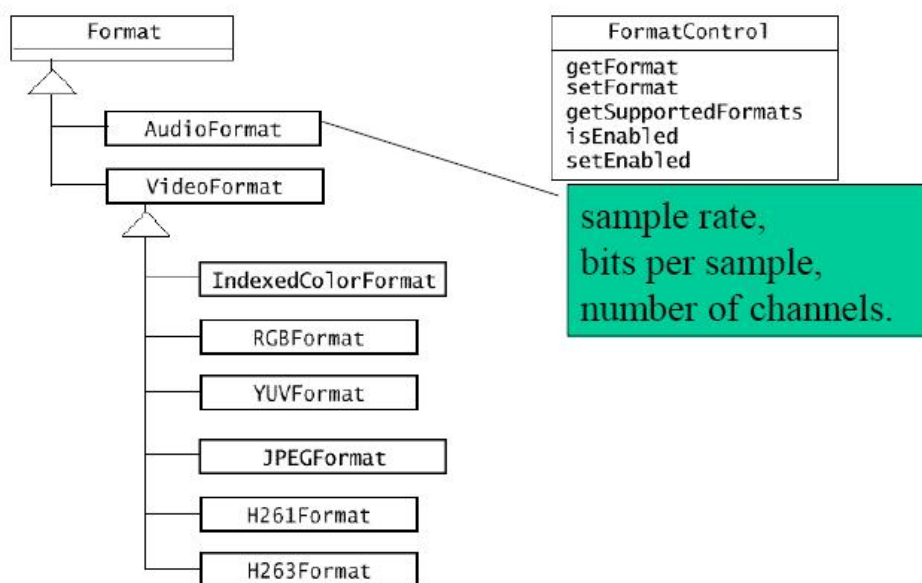 Format
AudioFormat
VideoFormat
IndexedColorFormat
RGBFormat
YUVFormat
JPEGFormat
H261Format
H263Format
FormatControl
getFormat
setFormat
getSupportedFormats
isEnabled
setEnabled
sample rate,
bits per sample,
number of channels.